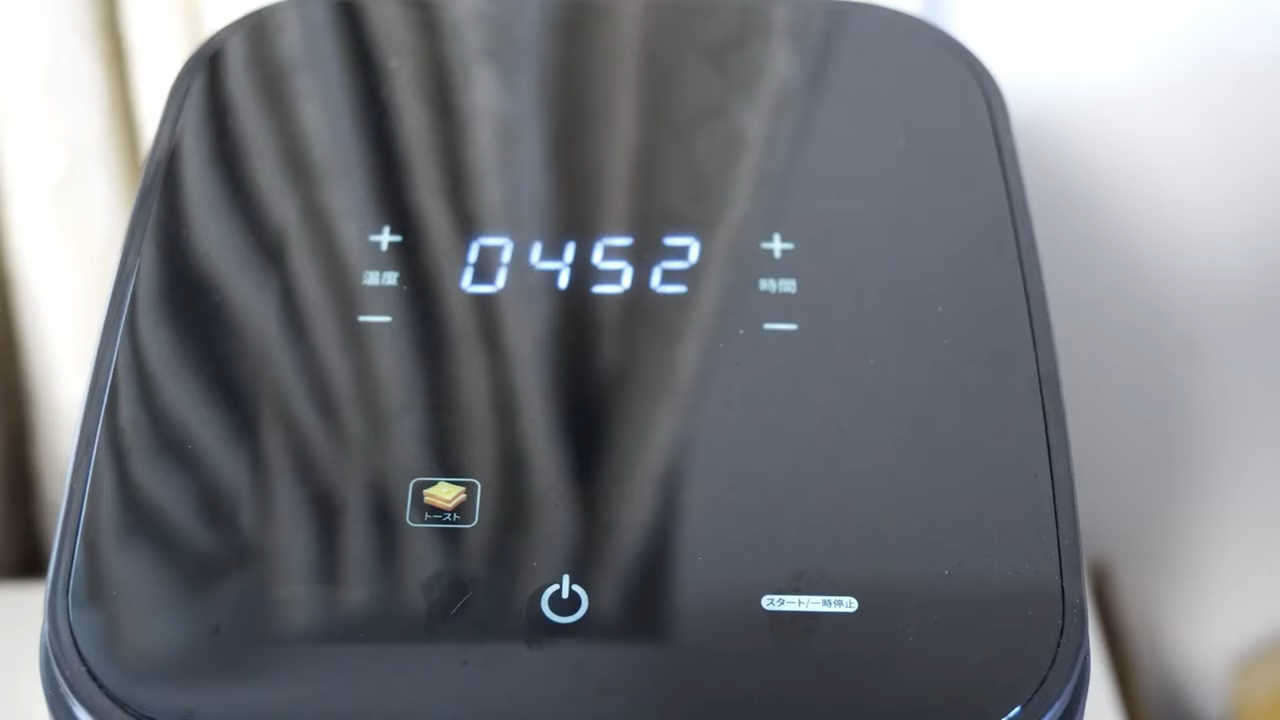 0452
温度
時間
トースト
スタート/一時停止